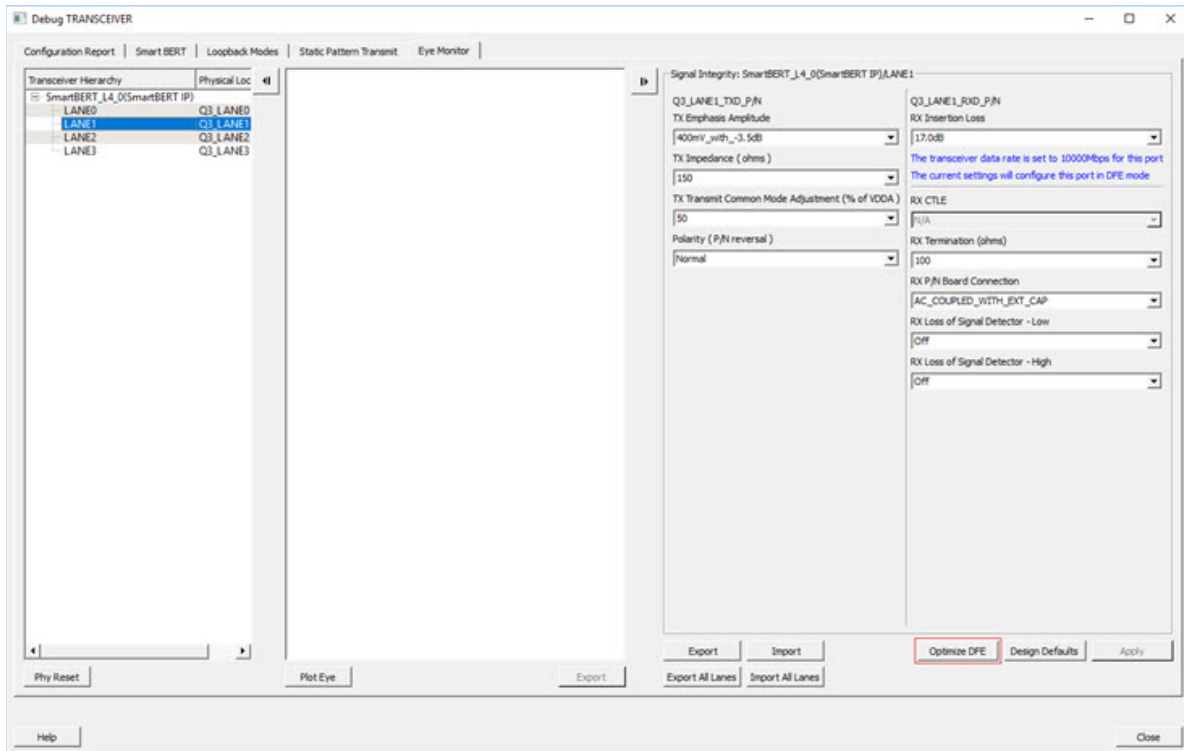 Debug TRANSCEIVER
Configuration Report | Smart BERT | Loopback Modes | Static Pattern Transmit | Eye Monitor
Transceiver Hierarchy Physical Loc
SmartBERT_L4_0(SmartBERT IP)
LANE0 Q3_LANE0
LANE1 Q3_LANE1
LANE2 Q3_LANE2
LANE3 Q3_LANE3
Phy Reset
Plot Eye
Export
Signal Integrity: SmartBERT_L4_0(SmartBERT IP)/LANE1
Q3_LANE1_TXD_P/N
TX Emphasis Amplitude
400mV_with_-3.5dB
TX Impedance ( ohms )
150
TX Transmit Common Mode Adjustment (% of VDDA )
50
Polarity ( P/N reversal )
Normal
Q3_LANE1_RXD_P/N
RX Insertion Loss
17.0dB
The transceiver data rate is set to 10000Mbps for this port
The current settings will configure this port in DFE mode
RX CTLE
N/A
RX Termination (ohms)
100
RX P/N Board Connection
AC_COUPLED_WITH_EXT_CAP
RX Loss of Signal Detector - Low
Off
RX Loss of Signal Detector - High
Off
Export Import Optimize DFE Design Defaults Apply
Export All Lanes Import All Lanes
Help
Close